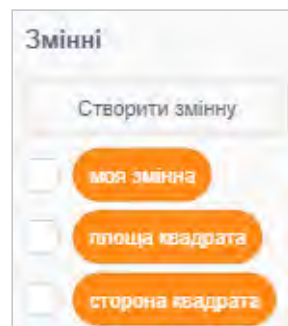 Змінні
Створити змінну
моя змінна
площа квадрата
сторона квадрата